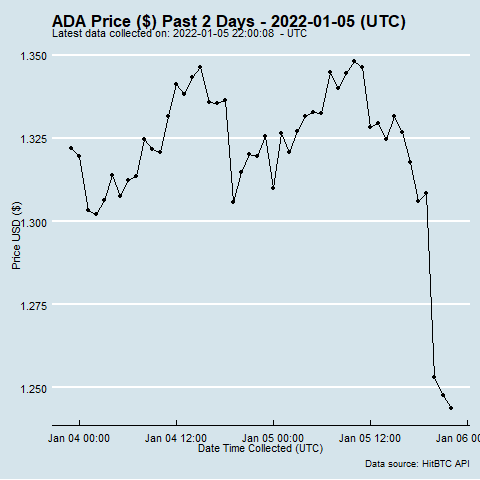 ADA Price ($) Past 2 Days - 2022-01-05 (UTC)
Latest data collected on: 2022-01-05 22:00:08 - UTC
1.350
1.325
1.300
1.275
1.250
Price USD ($)
Jan 04 00:00 Jan 04 12:00 Jan 05 00:00 Jan 05 12:00 Jan 06 0
Date Time Collected (UTC)
Data source: HitBTC API